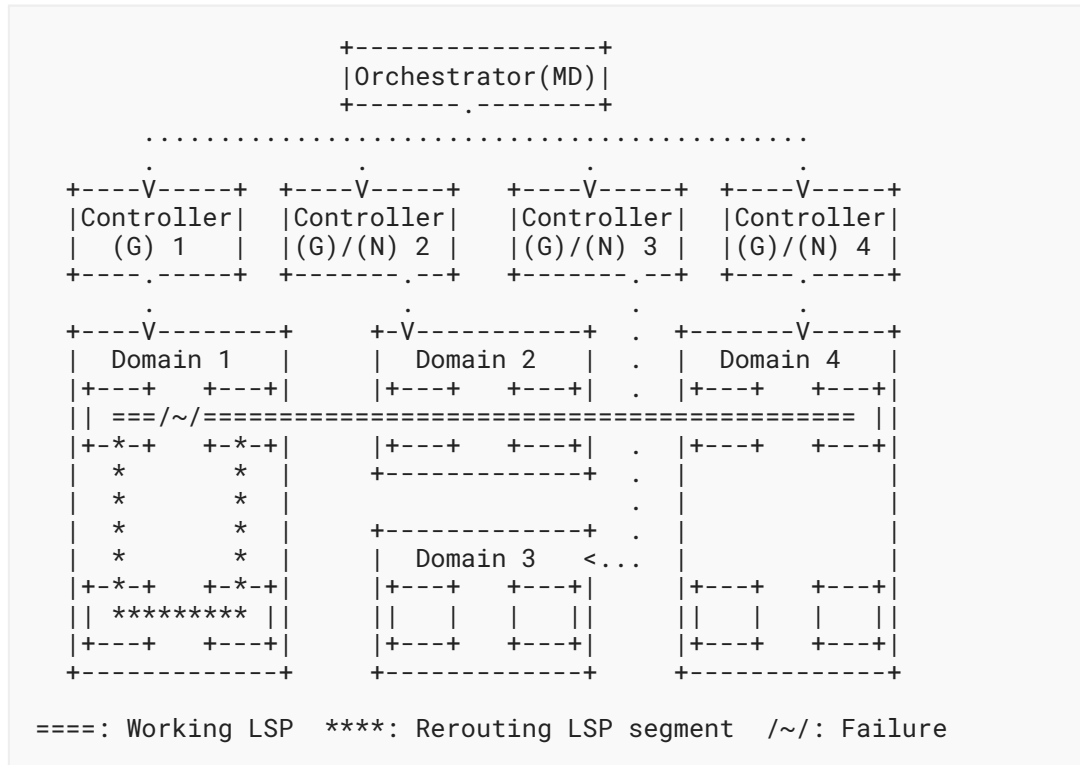 +----------------+
                    |Orchestrator(MD)|
                    +-------.--------+
       ............................................
       .             .              .             .
  +----V-----+  +----V-----+   +----V-----+  +----V-----+
  |Controller|  |Controller|   |Controller|  |Controller|
  |  (G) 1   |  |(G)/(N) 2 |   |(G)/(N) 3 |  |(G)/(N) 4 |
  +----.-----+  +-------.--+   +-------.--+  +----.-----+
       .                .              .          .
  +----V--------+     +-V-----------+  .  +-------V-----+
  |  Domain 1   |     |  Domain 2   |  .  |  Domain 4   |
  |+---+   +---+|     |+---+   +---+|  .  |+---+   +---+|
  || ===/~/=========================================== ||
  |+-*-+   +-*-+|     |+---+   +---+|  .  |+---+   +---+|
  |  *       *  |     +-------------+  .  |             |
  |  *       *  |                      .  |             |
  |  *       *  |     +-------------+  .  |             |
  |  *       *  |     |  Domain 3   <...  |             |
  |+-*-+   +-*-+|     |+---+   +---+|     |+---+   +---+|
  || ********* ||     ||   |   |   ||     ||   |   |   ||
  |+---+   +---+|     |+---+   +---+|     |+---+   +---+|
  +-------------+     +-------------+     +-------------+
====: Working LSP  ****: Rerouting LSP segment  /~/: Failure